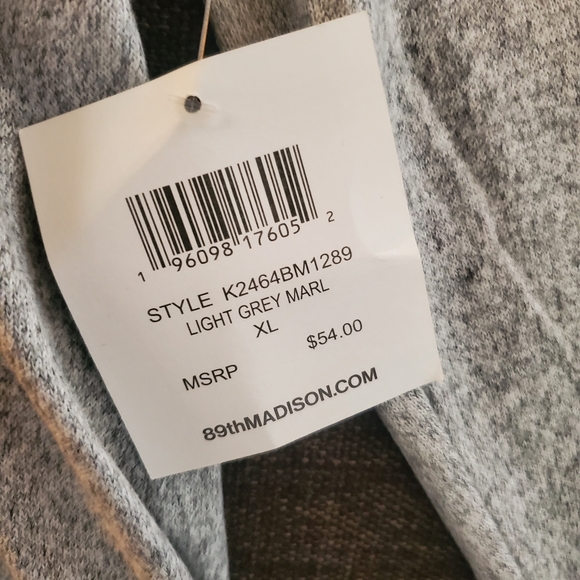 1 96098 17605 2
STYLE K2464BM1289
LIGHT GREY MARL
XL
MSRP $54.00
89thMADISON.COM